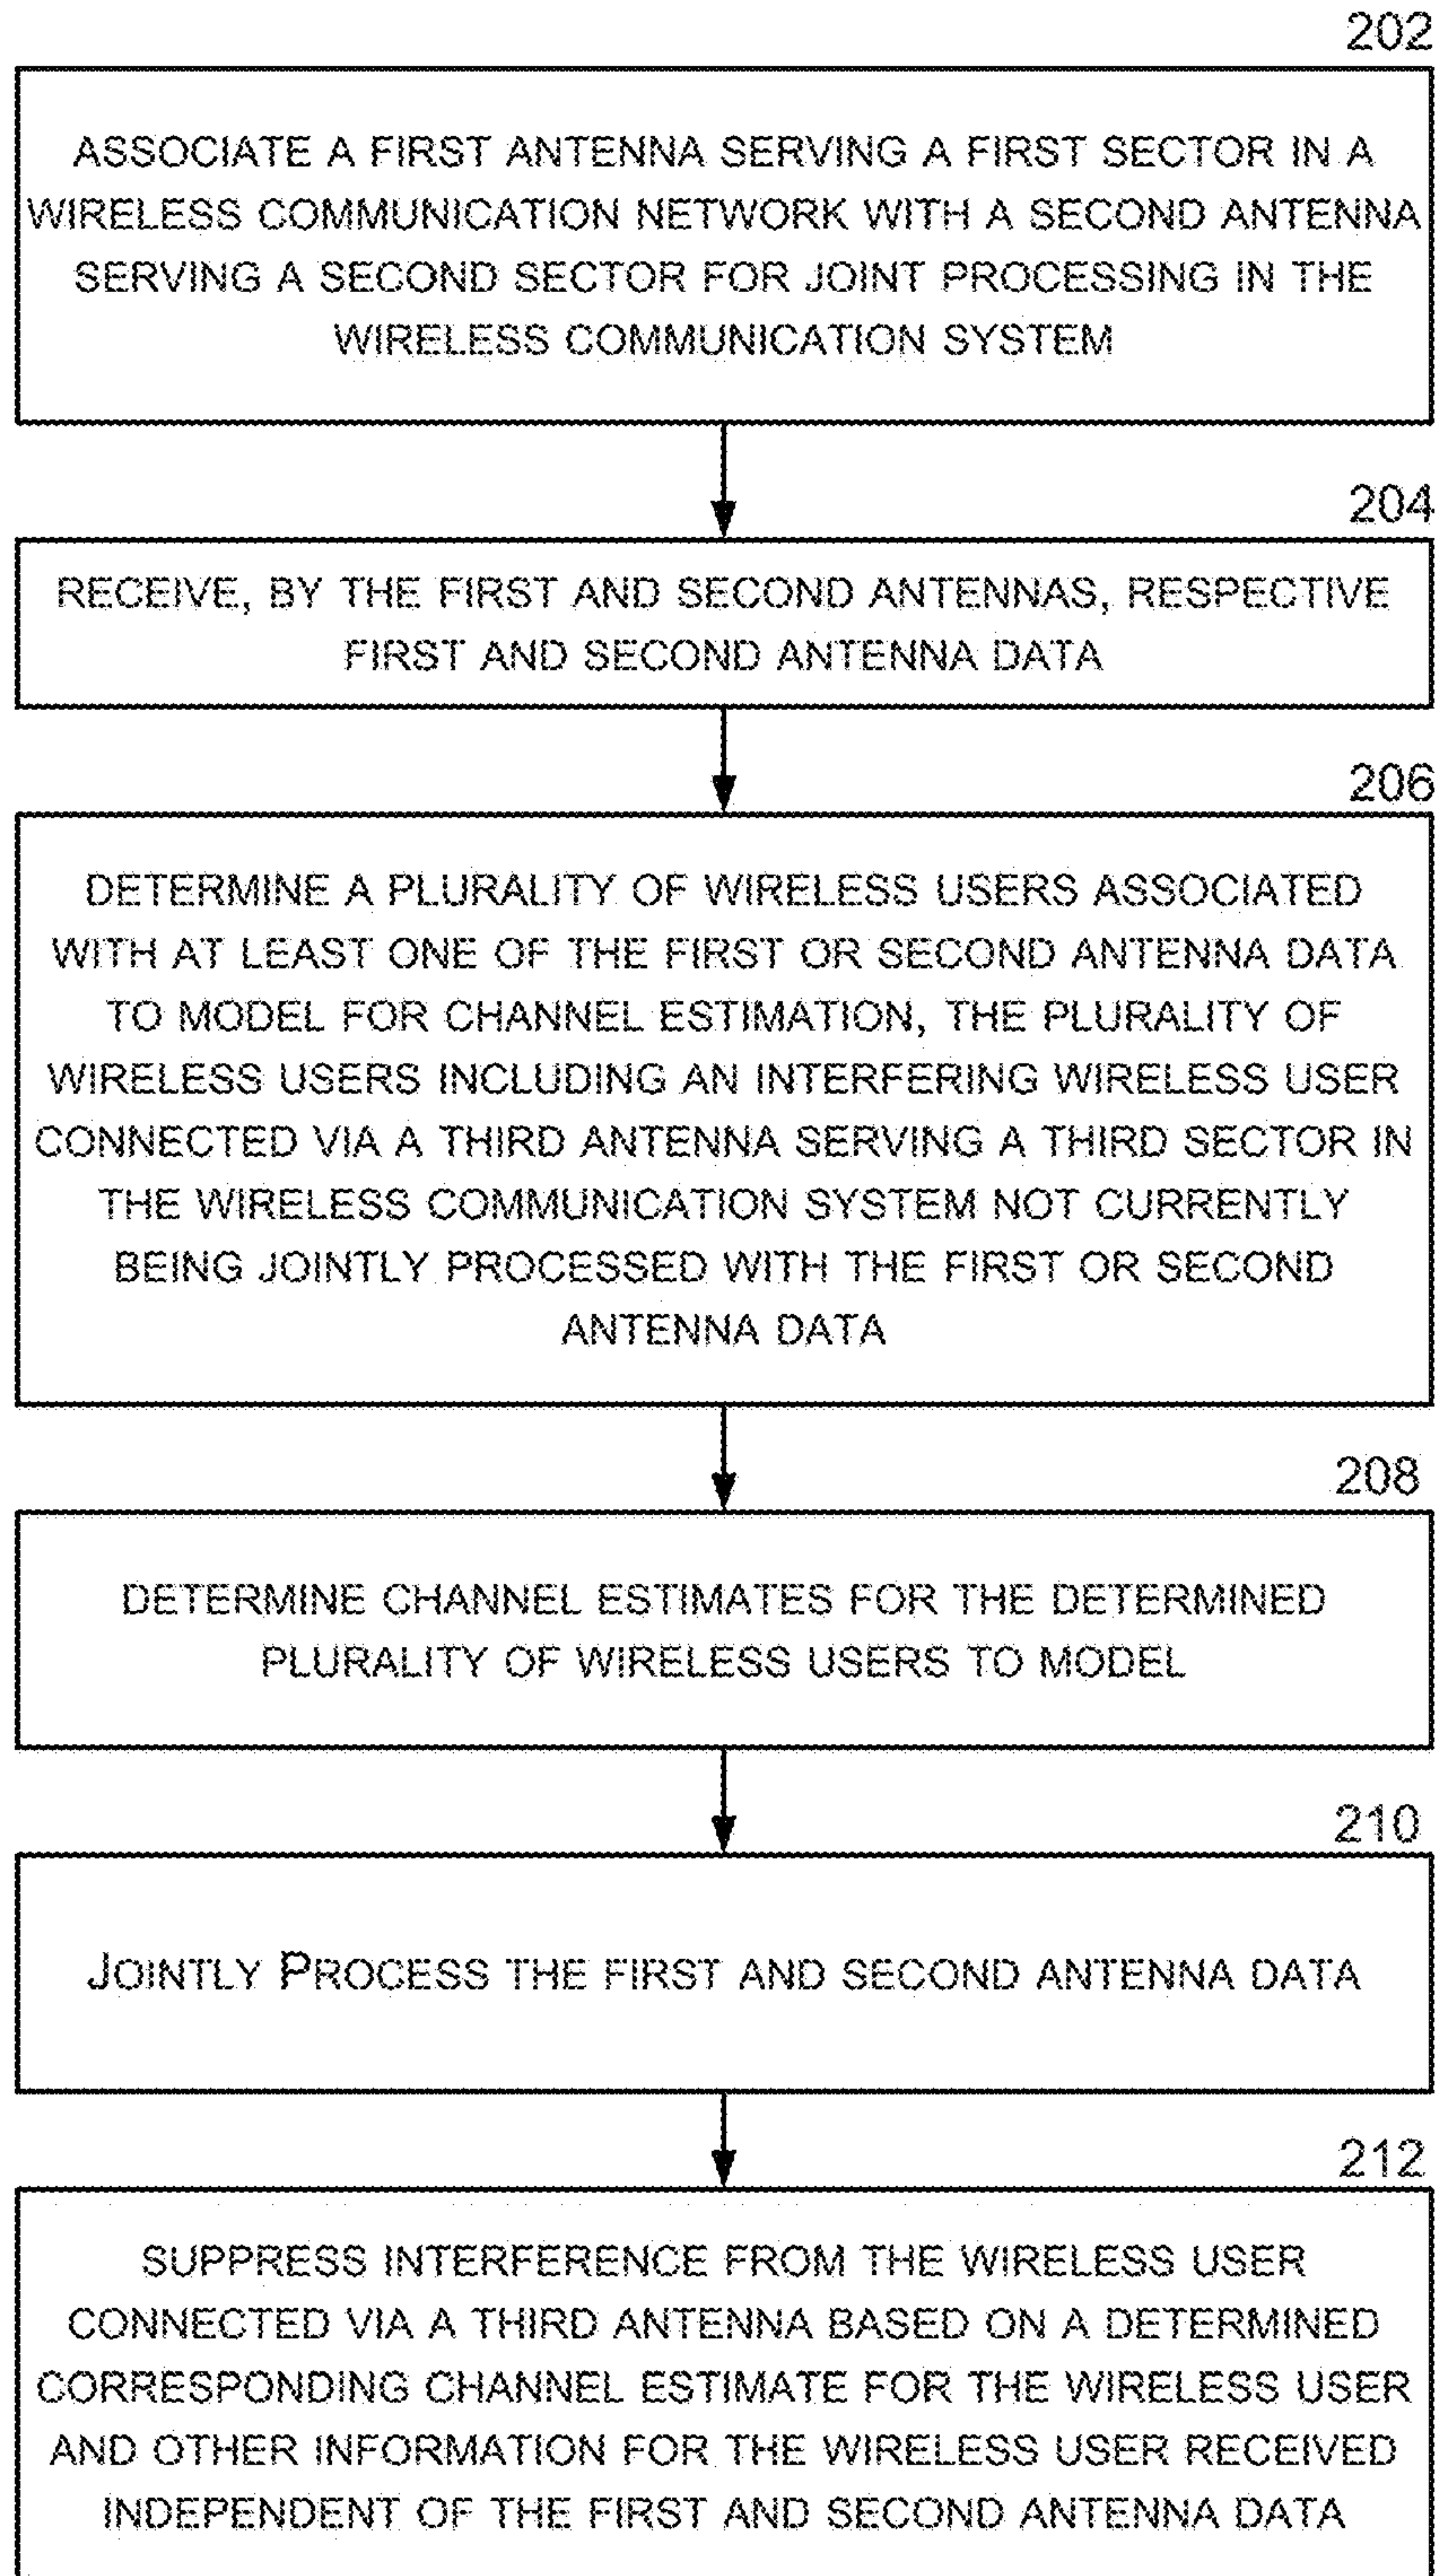 202
ASSOCIATE A FIRST ANTENNA SERVING A FIRST SECTOR IN A
WIRELESS COMMUNICATION NETWORK WITH A SECOND ANTENNA
SERVING A SECOND SECTOR FOR JOINT PROCESSING IN THE
WIRELESS COMMUNICATION SYSTEM
204
RECEIVE, BY THE FIRST AND SECOND ANTENNAS, RESPECTIVE
FIRST AND SECOND ANTENNA DATA
206
DETERMINE A PLURALITY OF WIRELESS USERS ASSOCIATED
WITH AT LEAST ONE OF THE FIRST OR SECOND ANTENNA DATA
TO MODEL FOR CHANNEL ESTIMATION, THE PLURALITY OF
WIRELESS USERS INCLUDING AN INTERFERING WIRELESS USER
CONNECTED VIA A THIRD ANTENNA SERVING A THIRD SECTOR IN
THE WIRELESS COMMUNICATION SYSTEM NOT CURRENTLY
BEING JOINTLY PROCESSED WITH THE FIRST OR SECOND
ANTENNA DATA
208
DETERMINE CHANNEL ESTIMATES FOR THE DETERMINED
PLURALITY OF WIRELESS USERS TO MODEL
210
JOINTLY PROCESS THE FIRST AND SECOND ANTENNA DATA
212
SUPPRESS INTERFERENCE FROM THE WIRELESS USER
CONNECTED VIA A THIRD ANTENNA BASED ON A DETERMINED
CORRESPONDING CHANNEL ESTIMATE FOR THE WIRELESS USER
AND OTHER INFORMATION FOR THE WIRELESS USER RECEIVED
INDEPENDENT OF THE FIRST AND SECOND ANTENNA DATA